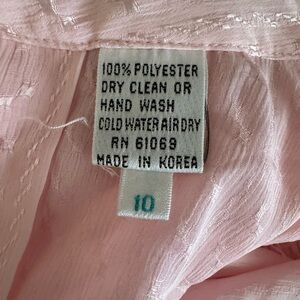 100% POLYESTER
DRY CLEAN OR
HAND WASH
COLD WATER AIR DRY
RN 61069
MADE IN KOREA
10